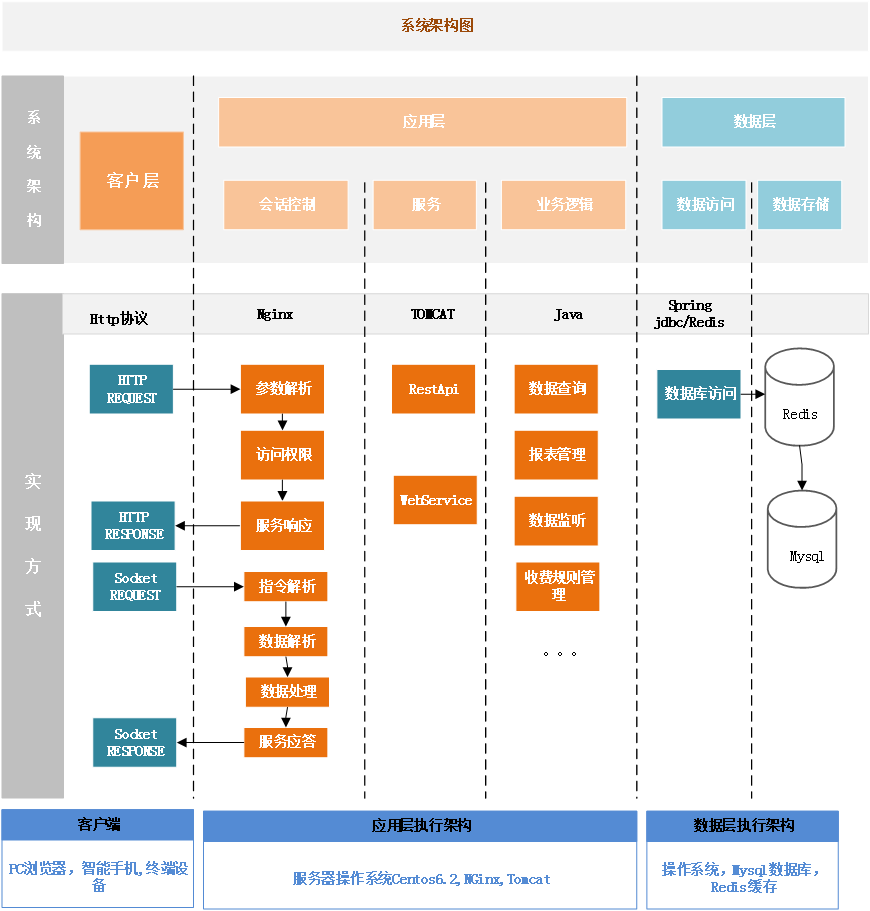 系统架构图
系
统
架
构
客户层
应用层
数据层
会话控制
服务
业务逻辑
数据访问
数据存储
实
现
方
式
Http协议
Nginx
TOMCAT
Java
Spring
jdbc/Redis
HTTP
REQUEST
参数解析
RestApi
数据查询
数据库访问
Redis
访问权限
报表管理
WebService
HTTP
RESPONSE
服务响应
数据监听
Mysql
Socket
REQUEST
指令解析
收费规则管
理
数据解析
。。。
数据处理
Socket
RESPONSE
服务应答
客户端
PC浏览器，智能手机,终端设
备
应用层执行架构
服务器操作系统Centos6.2,NGinx,Tomcat
数据层执行架构
操作系统，Mysql数据库，
Redis缓存